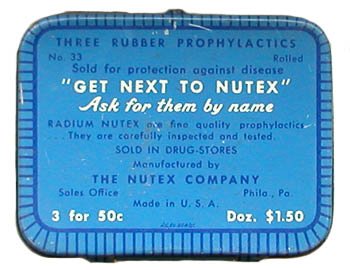 THREE RUBBER PROPHYLACTICS
No. 33 Rolled
Sold for protection against disease
"GET NEXT TO NUTEX"
Ask for them by name
RADIUM NUTEX are fine quality prophylactics
. . . They are carefully inspected and tested.
SOLD IN DRUG-STORES
Manufactured by
THE NUTEX COMPANY
Sales Office Phila., Pa.
Made in U. S. A.
3 for 50c Doz. $1.50